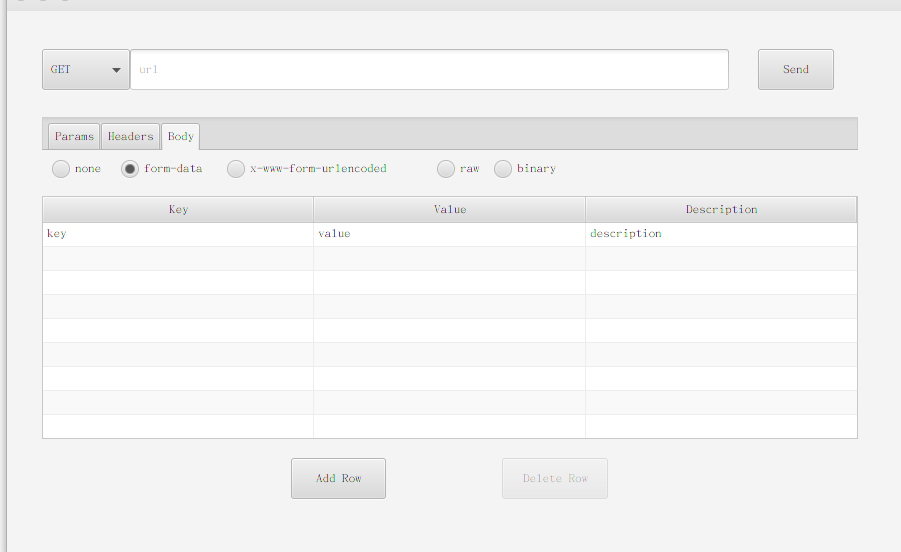 GET url Send
Params Headers Body
none form-data x-www-form-urlencoded raw binary
Key Value Description
key value description
Add Row Delete Row